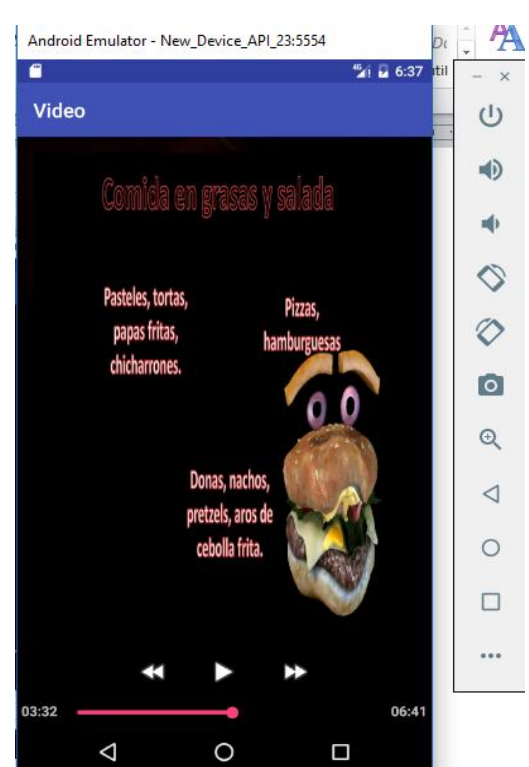 Android Emulator - New_Device_API_23:5554
4G 6:37
Video
Comida en grasas y salada
Pasteles, tortas,
papas fritas,
chicharrones.
Pizzas,
hamburguesas
Donas, nachos,
pretzels, aros de
cebolla frita.
03:32
06:41